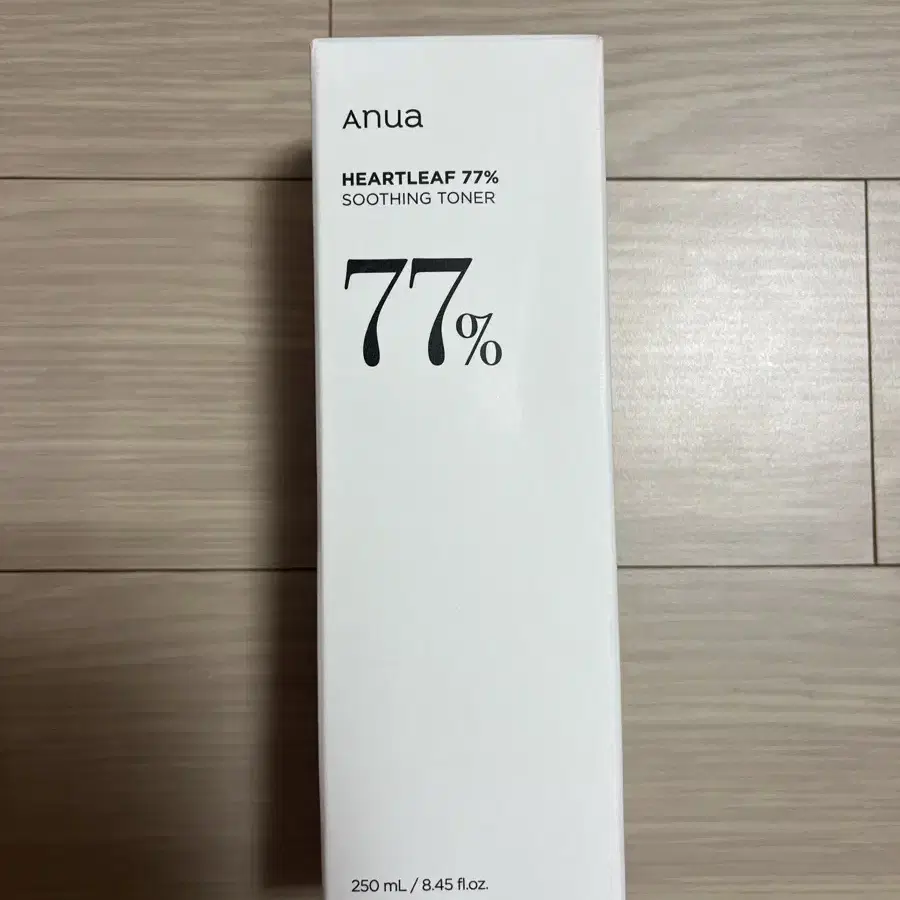 Anua
HEARTLEAF 77%
SOOTHING TONER
77%
250 mL / 8.45 fl.oz.